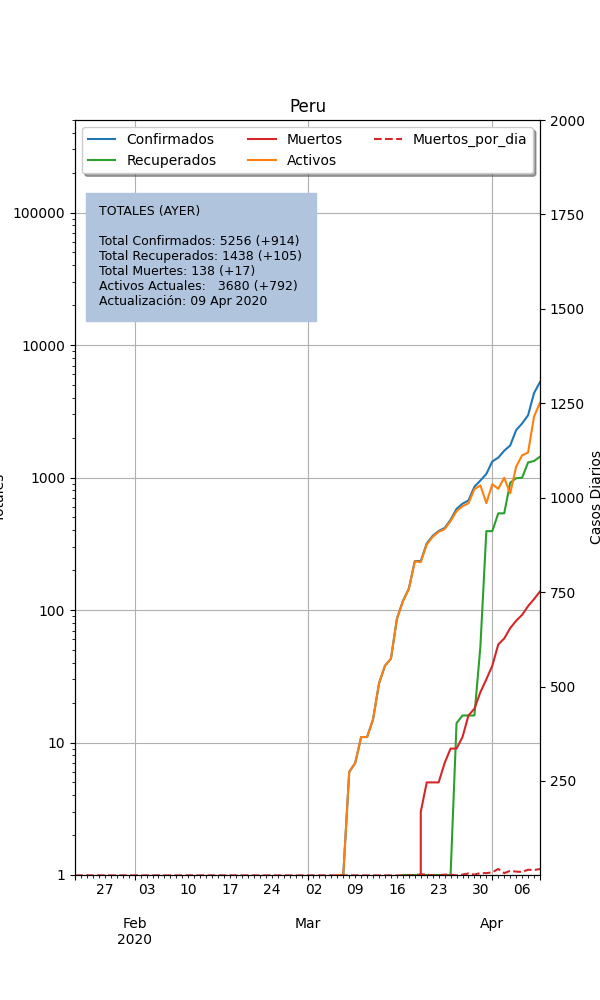 Peru
Confirmados
Recuperados
Muertos
Activos
Muertos_por_dia
TOTALES (AYER)
Total Confirmados: 5256 (+914)
Total Recuperados: 1438 (+105)
Total Muertes: 138 (+17)
Activos Actuales: 3680 (+792)
Actualización: 09 Apr 2020
100000
10000
1000
100
10
1
2000
1750
1500
1250
1000
750
500
250
Casos Diarios
27 03 10 17 24 02 09 16 23 30 06
Feb Mar Apr
2020